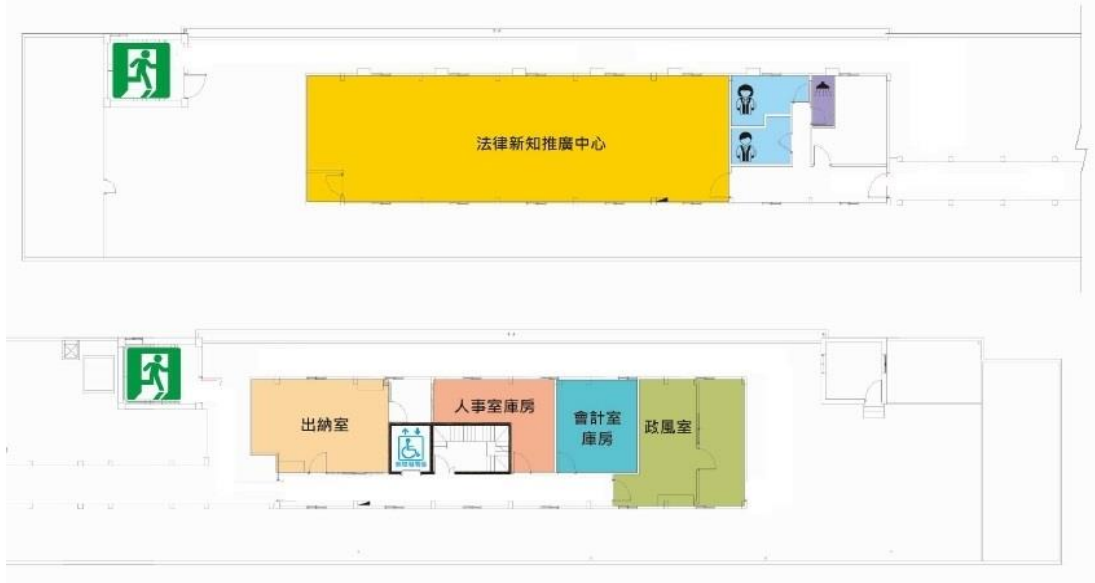 法律新知推廣中心
出納室
人事室庫房
會計室
庫房
政風室